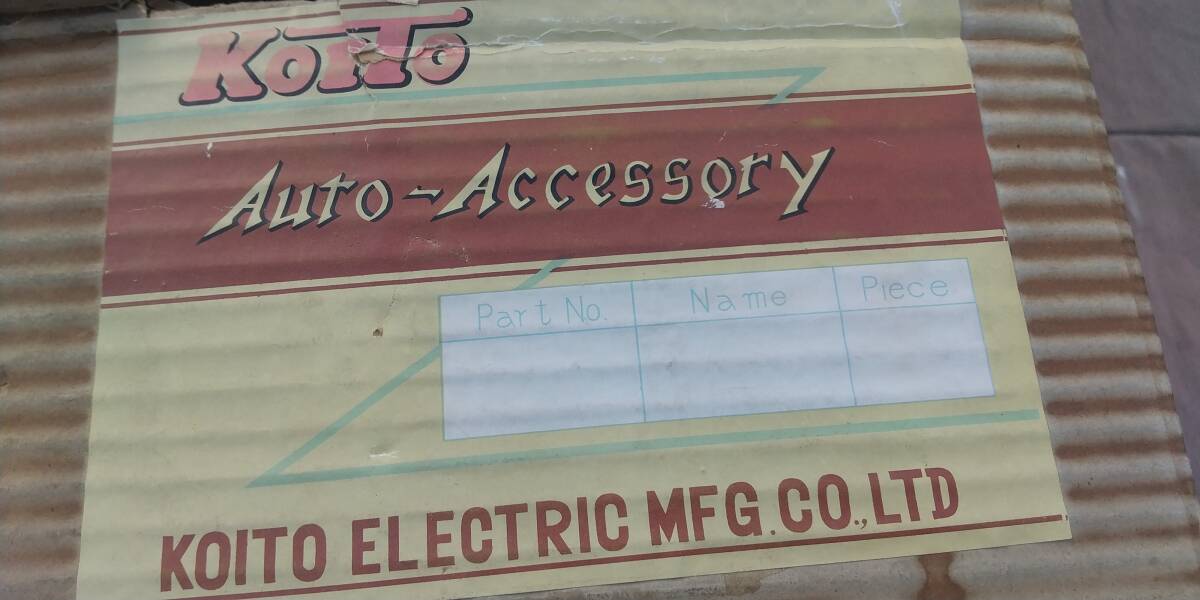 KOITO
Auto-Accessory
Part No. Name Piece
KOITO ELECTRIC MFG. CO., LTD